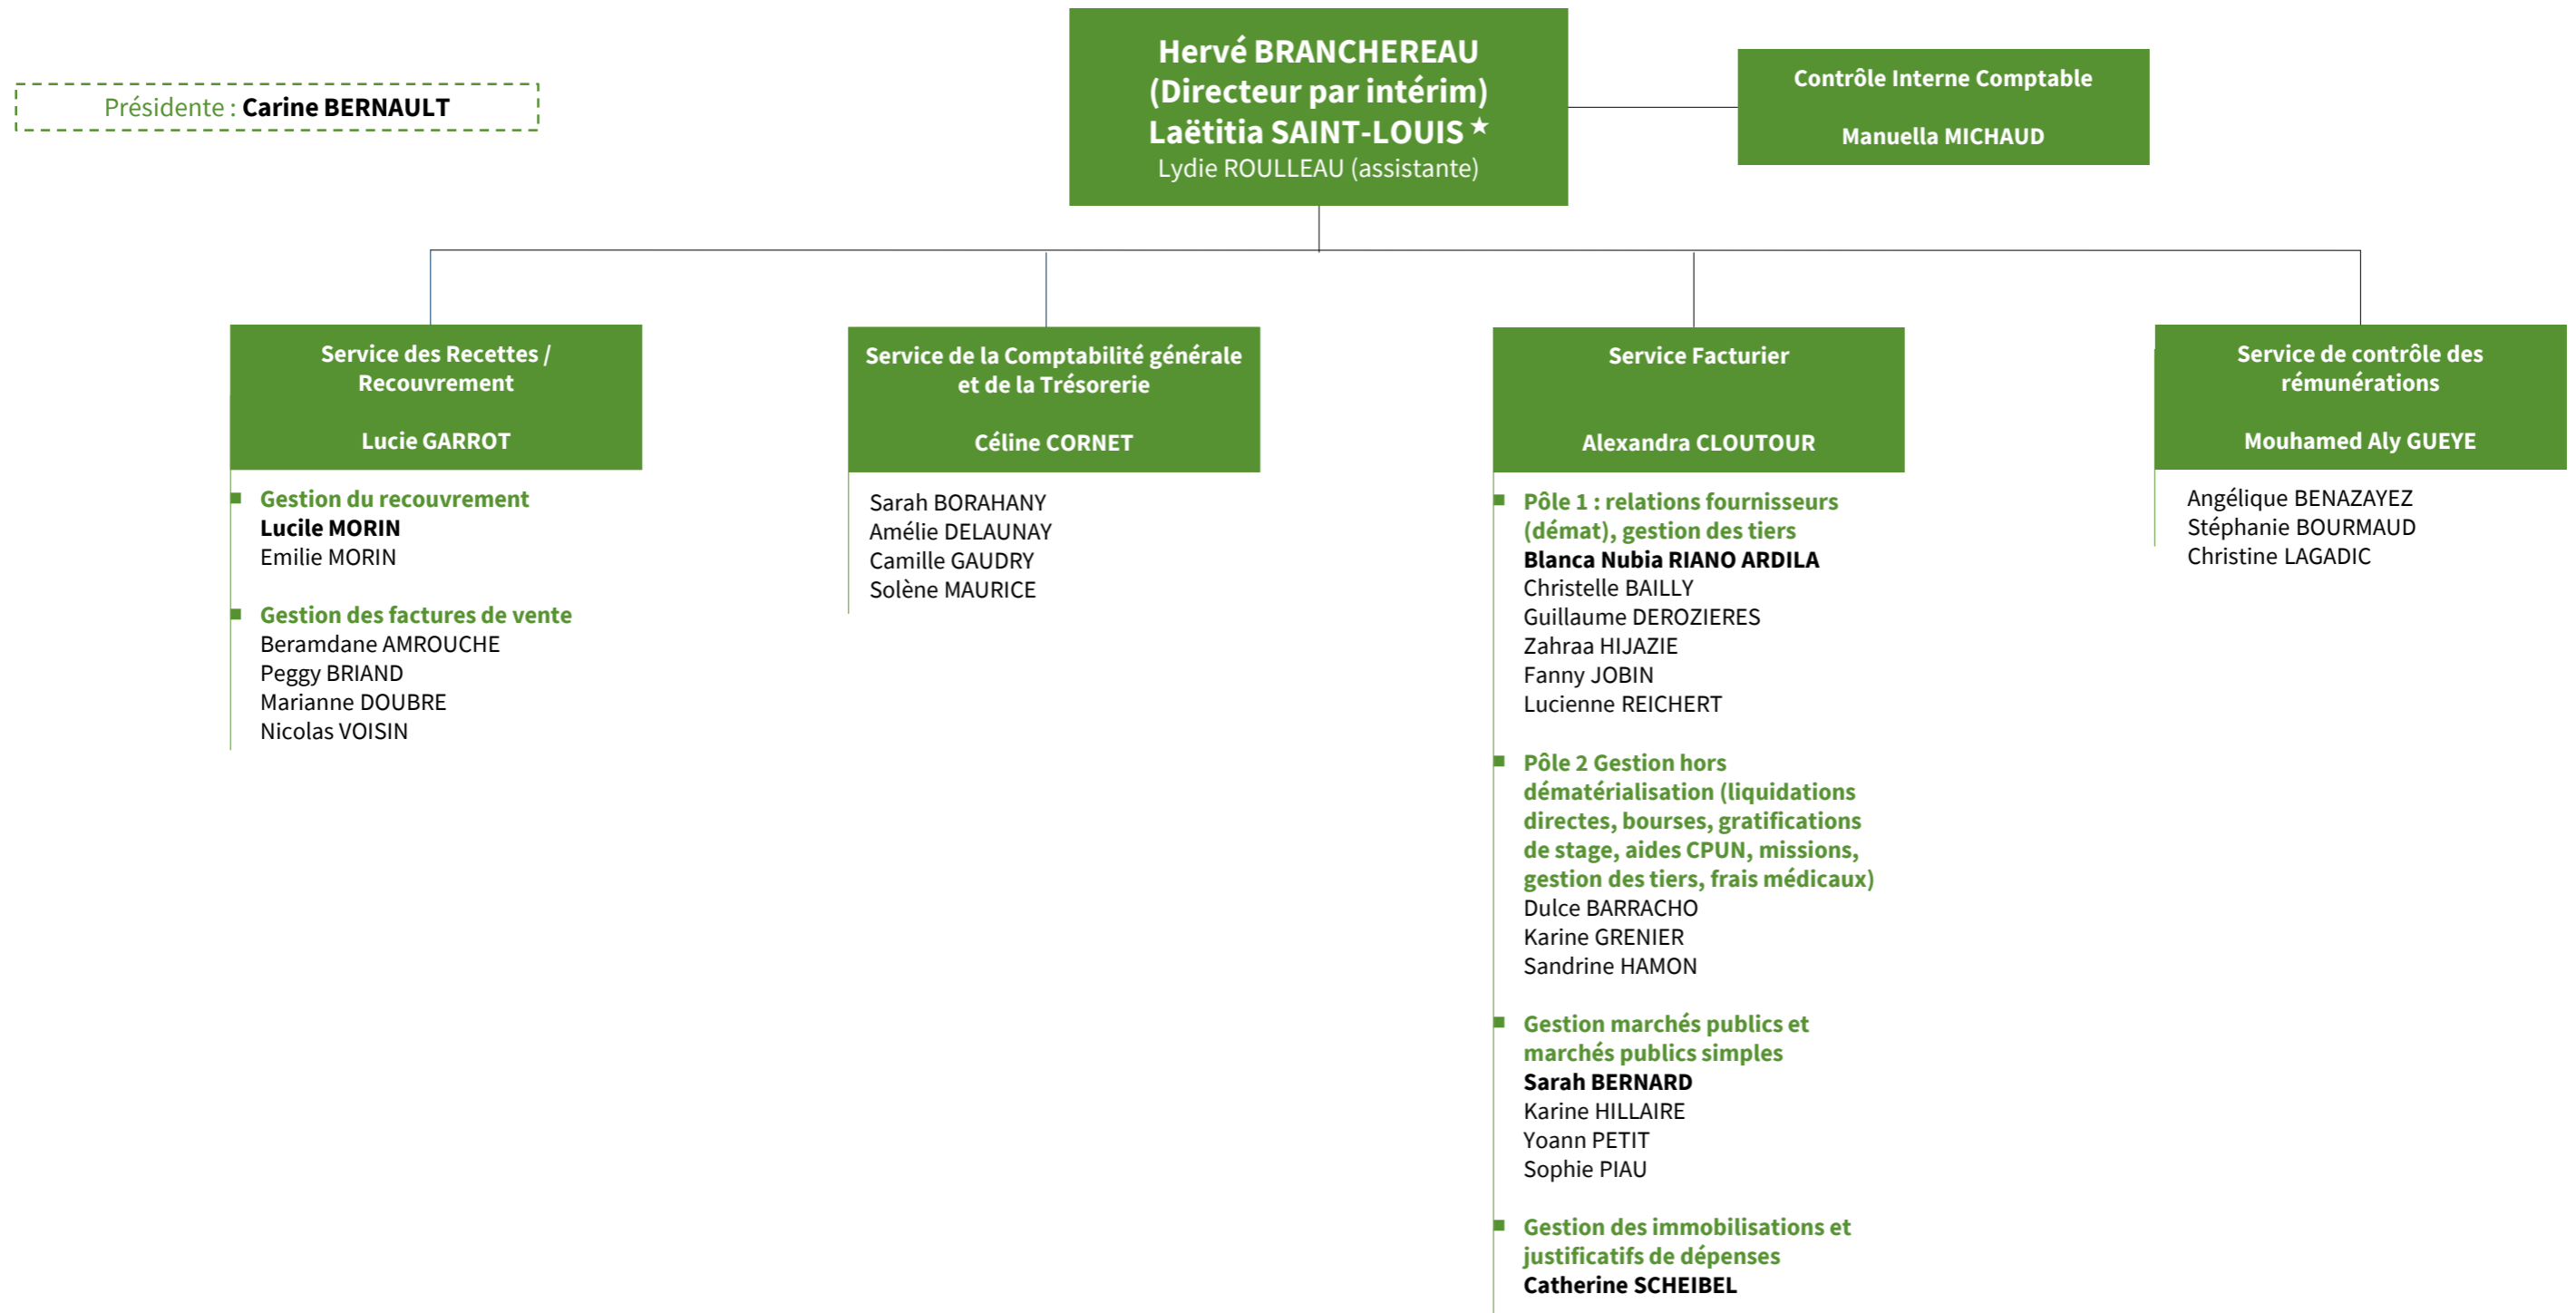 Présidente : Carine BERNAULT
Hervé BRANCHEREAU
(Directeur par intérim)
Laëtitia SAINT-LOUIS ★
Lydie ROULLEAU (assistante)
Contrôle Interne Comptable
Manuella MICHAUD
Service des Recettes /
Recouvrement
Lucie GARROT
Gestion du recouvrement
Lucile MORIN
Emilie MORIN
Gestion des factures de vente
Beramdane AMROUCHE
Peggy BRIAND
Marianne DOUBRE
Nicolas VOISIN
Service de la Comptabilité générale
et de la Trésorerie
Céline CORNET
Sarah BORAHANY
Amélie DELAUNAY
Camille GAUDRY
Solène MAURICE
Service Facturier
Alexandra CLOUTOUR
Pôle 1 : relations fournisseurs
(démat), gestion des tiers
Blanca Nubia RIANO ARDILA
Christelle BAILLY
Guillaume DEROZIERES
Zahraa HIJAZIE
Fanny JOBIN
Lucienne REICHERT
Pôle 2 Gestion hors
dématérialisation (liquidations
directes, bourses, gratifications
de stage, aides CPUN, missions,
gestion des tiers, frais médicaux)
Dulce BARRACHO
Karine GRENIER
Sandrine HAMON
Gestion marchés publics et
marchés publics simples
Sarah BERNARD
Karine HILLAIRE
Yoann PETIT
Sophie PIAU
Gestion des immobilisations et
justificatifs de dépenses
Catherine SCHEIBEL
Service de contrôle des
rémunérations
Mouhamed Aly GUEYE
Angélique BENAZAYEZ
Stéphanie BOURMAUD
Christine LAGADIC